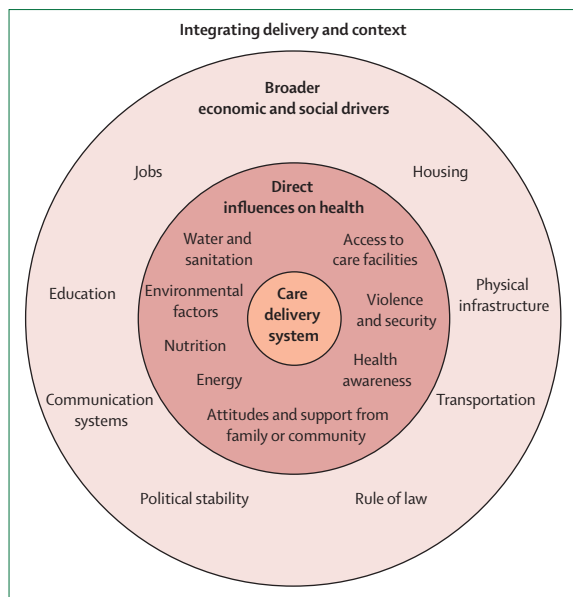 Integrating delivery and context
Broader
economic and social drivers
Jobs
Housing
Direct
influences on health
Water and
sanitation
Access to
care facilities
Education
Environmental
factors
Care
delivery
system
Violence
and security
Physical
infrastructure
Nutrition
Energy
Health
awareness
Communication
systems
Transportation
Attitudes and support from
family or community
Political stability
Rule of law